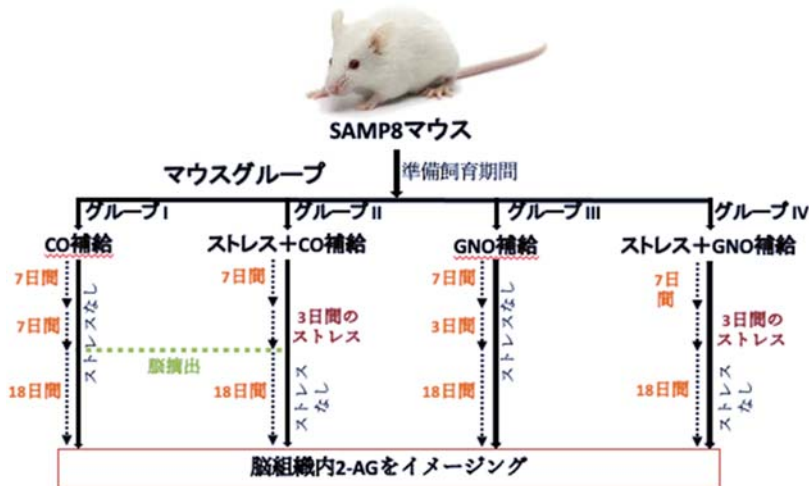 SAMP8マウス
マウスグループ
準備飼育期間
グループ I
グループ II
グループ III
グループ IV
CO補給
ストレス＋CO補給
GNO補給
ストレス＋GNO補給
7日間
7日間
18日間
ストレスなし
脳摘出
7日間
3日間の
ストレス
18日間
ストレス
なし
7日間
3日間
18日間
ストレスなし
7日
間
3日間の
ストレス
18日間
ストレス
なし
脳組織内2-AGをイメージング